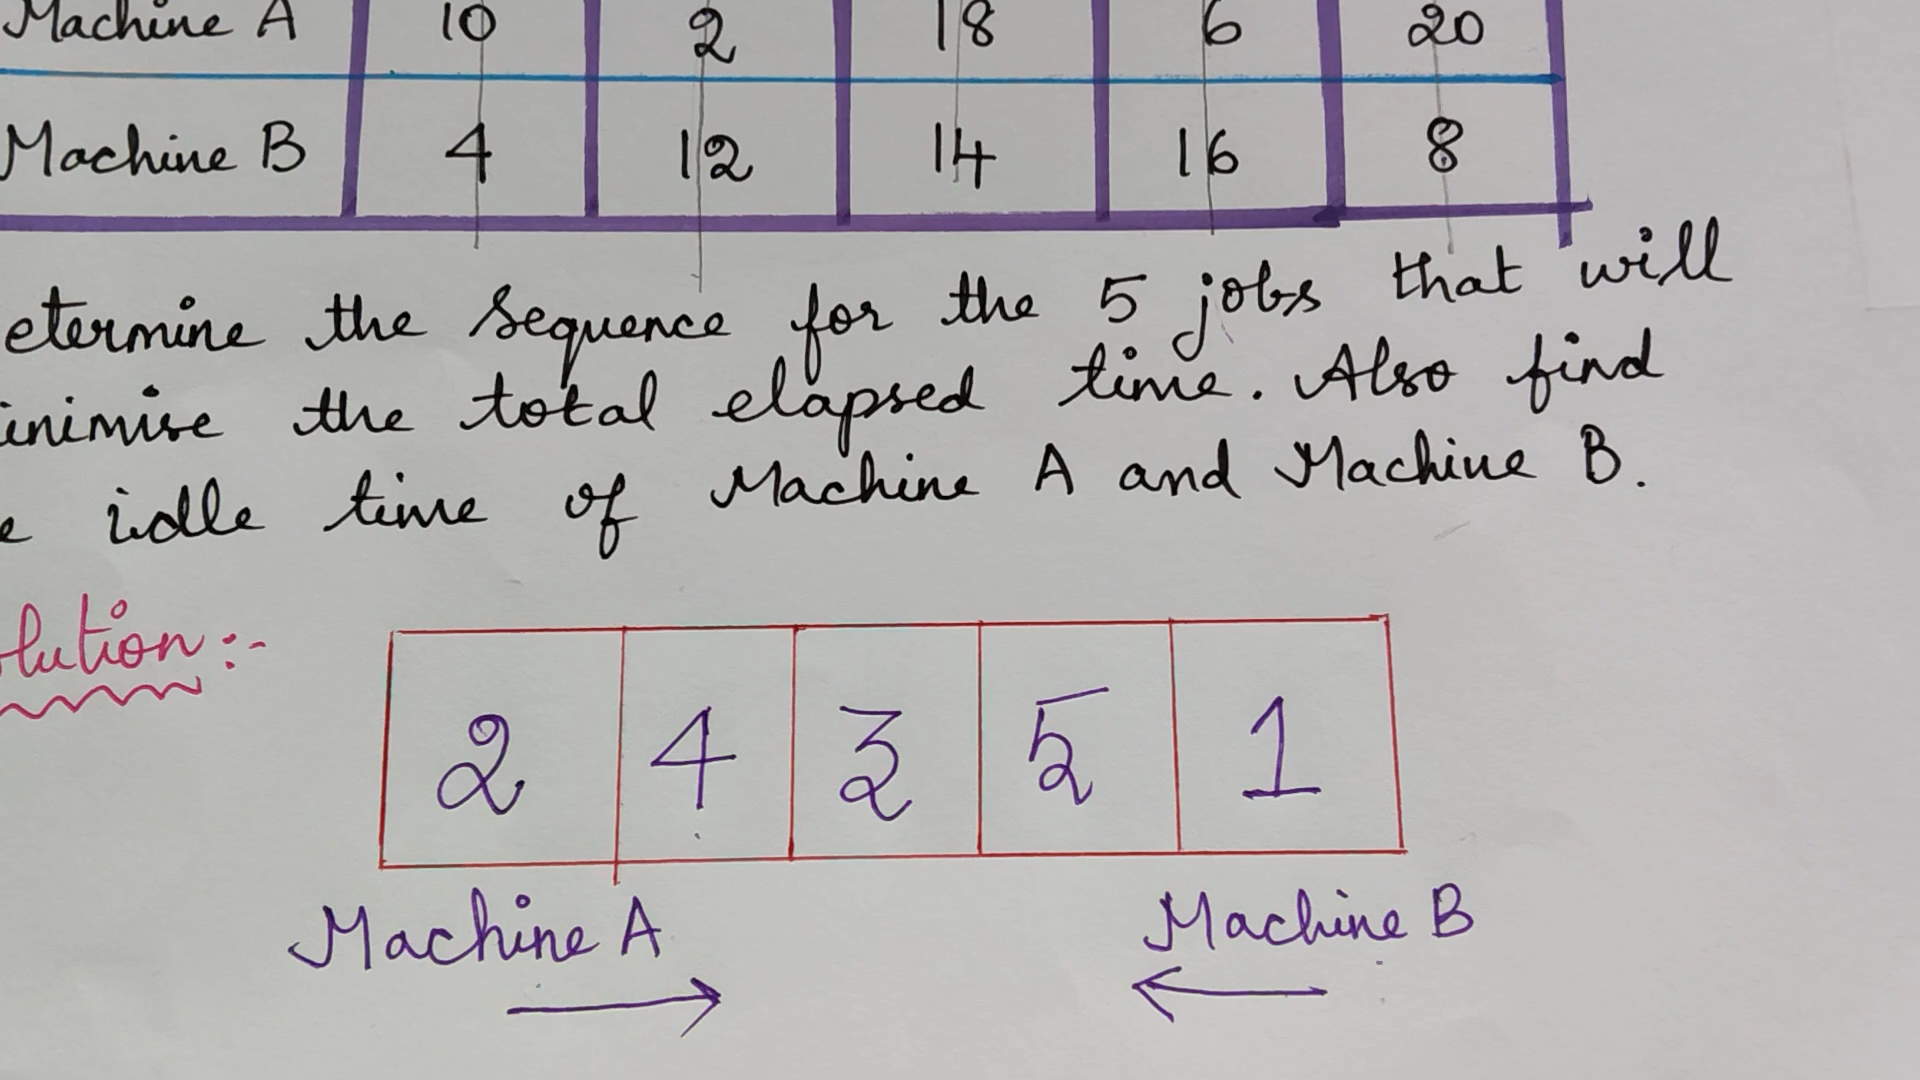 Machine A 10 2 18 6 20
Machine B 4 12 14 16 8
etermine the sequence for the 5 jobs that will
inimise the total elapsed time. Also find
e idle time of Machine A and Machine B.
lution :-
2 4 3 5 1
Machine A Machine B